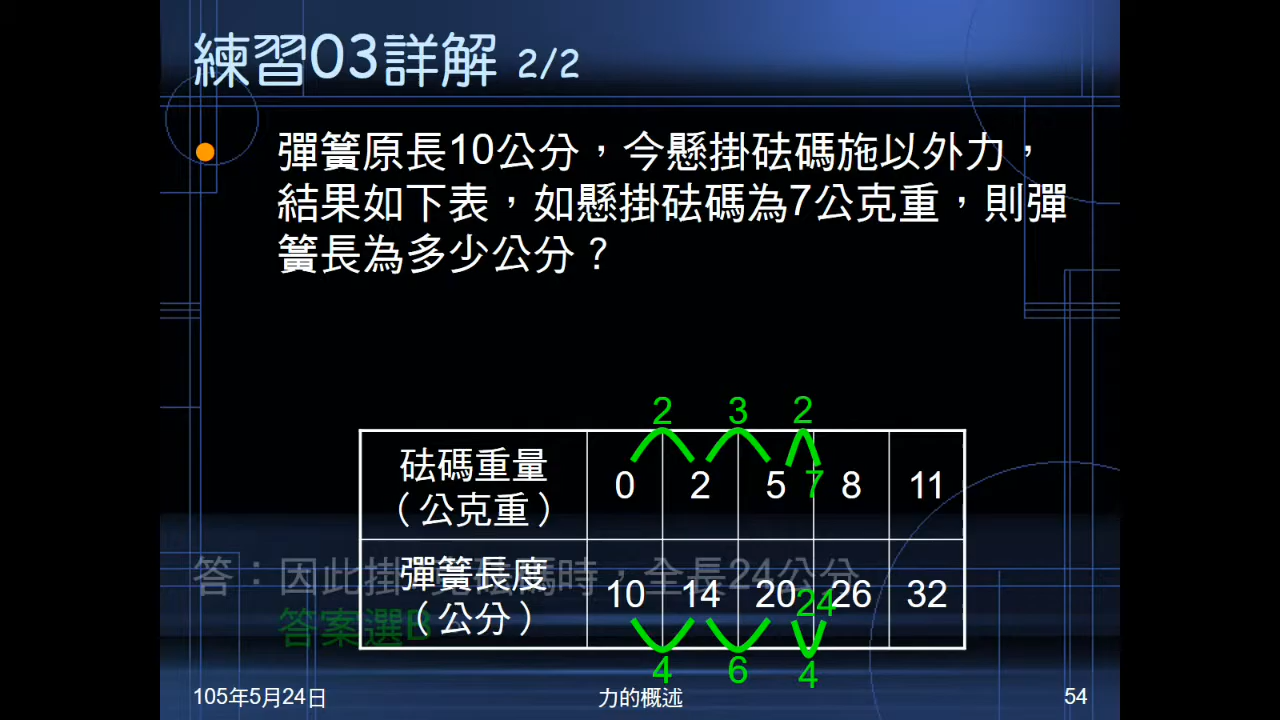 練習03詳解 2/2
彈簧原長10公分，今懸掛砝碼施以外力，
結果如下表，如懸掛砝碼為7公克重，則彈
簧長為多少公分？
2 3 2
砝碼重量
（公克重）
0 2 5 7 8 11
答：因此掛 克砝碼時，全長24公分
彈簧長度
（公分）
10 14 20 24 26 32
答案選B
4 6 4
105年5月24日
力的概述
54